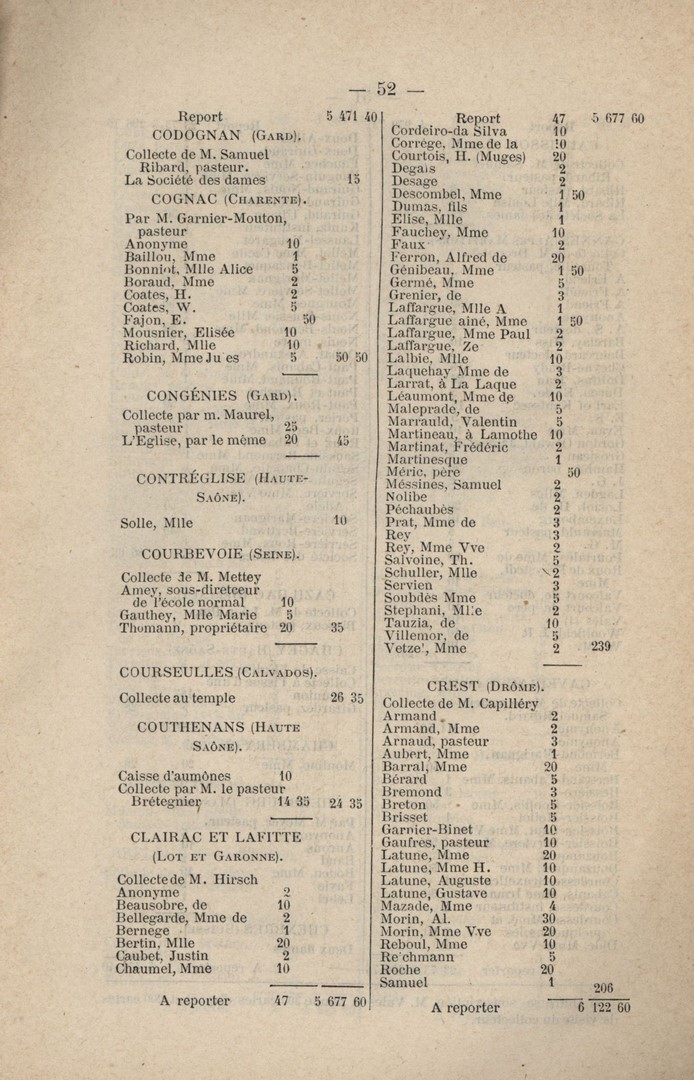 — 52 —
Report 5 471 40
CODOGNAN (GARD).
Collecte de M. Samuel
Ribard, pasteur.
La Société des dames 15
COGNAC (CHARENTE).
Par M. Garnier-Mouton,
pasteur
Anonyme 10
Baillou, Mme 1
Bonniot, Mlle Alice 5
Boraud, Mme 2
Coates, H. 2
Coates, W. 5
Fajon, E. 50
Mousnier, Elisée 10
Richard, Mlle 10
Robin, Mme Ju es 5 50 50
CONGÉNIES (GARD).
Collecte par m. Maurel,
pasteur 25
L'Eglise, par le même 20 45
CONTRÉGLISE (HAUTE-
SAÔNE).
Solle, Mlle 10
COURBEVOIE (SEINE).
Collecte de M. Mettey
Amey, sous-diretceur
de l'école normal 10
Gauthey, Mlle Marie 5
Thomann, propriétaire 20 35
COURSEULLES (CALVADOS).
Collecte au temple 26 35
COUTHENANS (HAUTE
SAÔNE).
Caisse d'aumônes 10
Collecte par M. le pasteur
Brétegnier 14 35 24 35
CLAIRAC ET LAFITTE
(LOT ET GARONNE).
Collecte de M. Hirsch
Anonyme 2
Beausobre, de 10
Bellegarde, Mme de 2
Bernege 1
Bertin, Mlle 20
Caubet, Justin 2
Chaumel, Mme 10
A reporter 47 5 677 60
Report 47 5 677 60
Cordeiro-da Silva 10
Corrége, Mme de la 10
Courtois, H. (Muges) 20
Degais 2
Desage 2
Descombel, Mme 1 50
Dumas, fils 1
Elise, Mlle 1
Fauchey, Mme 10
Faux 2
Ferron, Alfred de 20
Génibeau, Mme 1 50
Germé, Mme 5
Grenier, de 3
Laffargue, Mlle A 1
Laffargue ainé, Mme 1 50
Laffargue, Mme Paul 2
Laffargue, Ze 2
Lalbie, Mlle 10
Laquehay Mme de 3
Larrat, à La Laque 2
Léaumont, Mme de 10
Maleprade, de 5
Marrauld, Valentin 5
Martineau, à Lamothe 10
Martinat, Frédéric 2
Martinesque 1
Méric, père 50
Méssines, Samuel 2
Nolibe 2
Péchaubès 2
Prat, Mme de 3
Rey 3
Rey, Mme Vve 2
Salvoine, Th. 5
Schuller, Mlle 2
Servien 3
Soubdès Mme 5
Stephani, Mlle 2
Tauzia, de 10
Villemor, de 5
Vetzel, Mme 2 239
CREST (DRÔME).
Collecte de M. Capilléry
Armand 2
Armand, Mme 2
Arnaud, pasteur 3
Aubert, Mme 1
Barral, Mme 20
Bérard 5
Bremond 3
Breton 5
Brisset 5
Garnier-Binet 10
Gaufres, pasteur 10
Latune, Mme 20
Latune, Mme H. 10
Latune, Auguste 10
Latune, Gustave 10
Mazade, Mme 4
Morin, Al. 30
Morin, Mme Vve 20
Reboul, Mme 10
Re'chmann 5
Roche 20
Samuel 1 206
A reporter 6 122 60